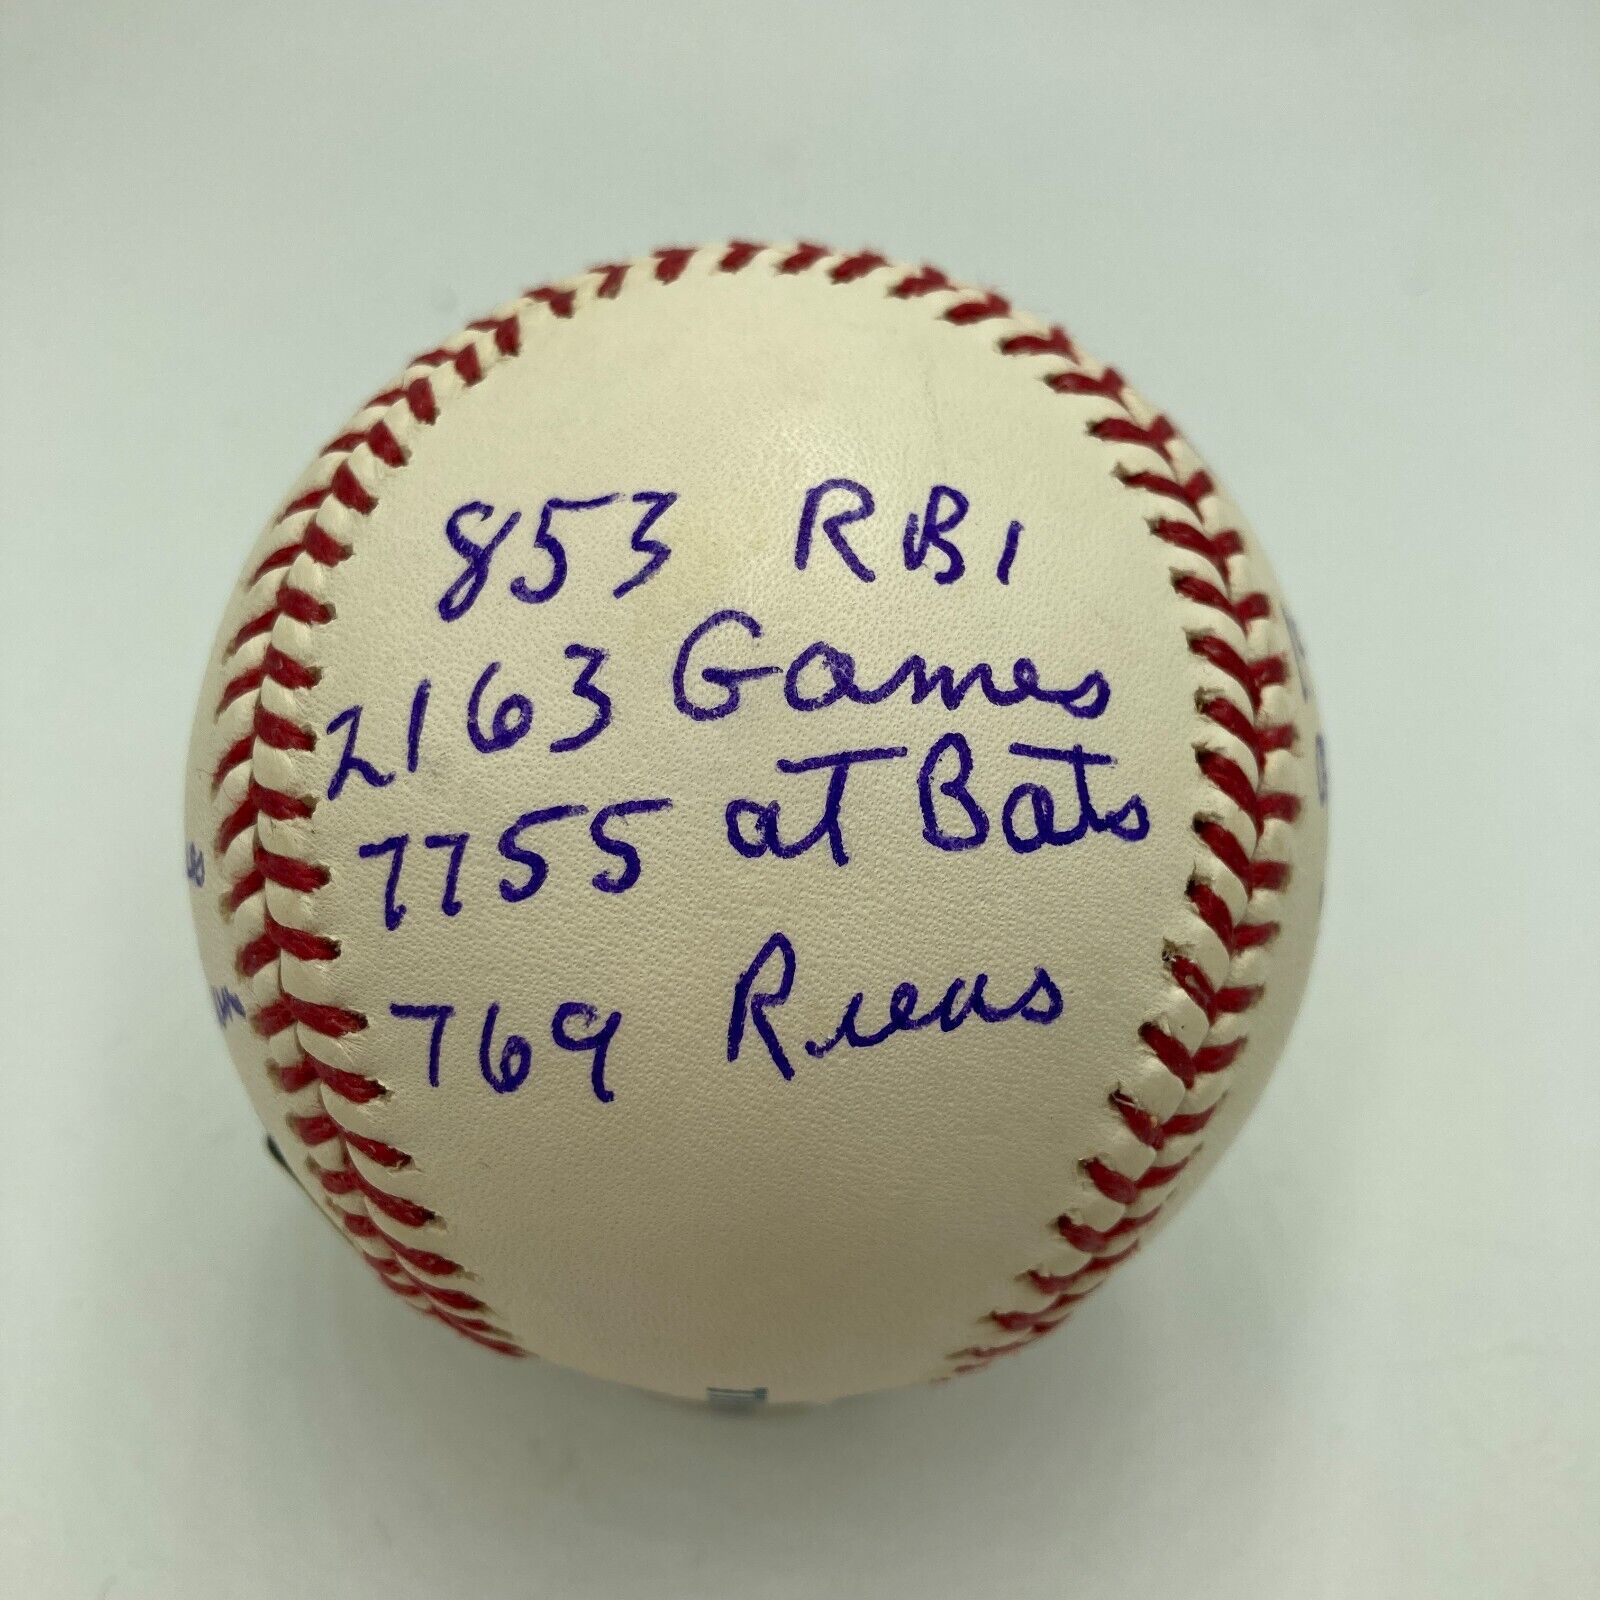 853 RBI
2163 Games
7755 at Bats
769 Runs